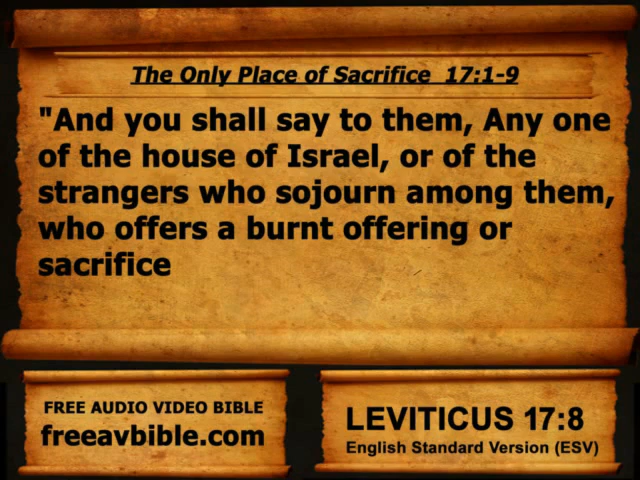 The Only Place of Sacrifice 17:1-9
"And you shall say to them, Any one
of the house of Israel, or of the
strangers who sojourn among them,
who offers a burnt offering or
sacrifice
FREE AUDIO VIDEO BIBLE
freeavbible.com
LEVITICUS 17:8
English Standard Version (ESV)